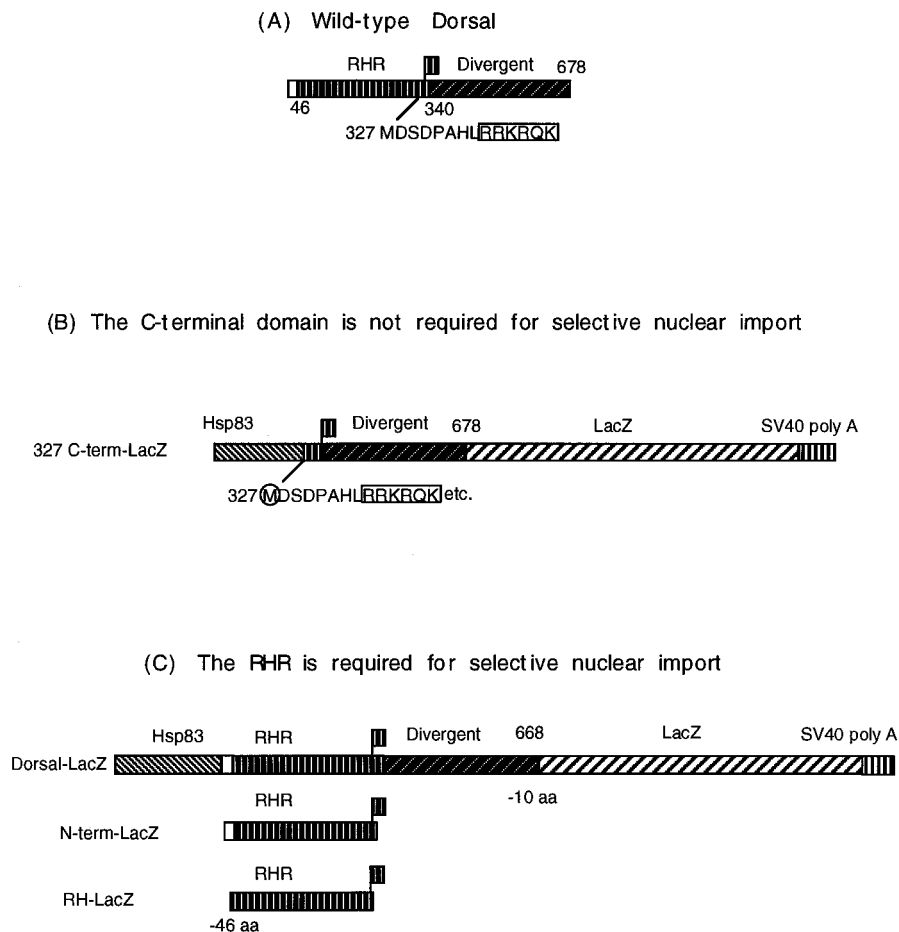 (A) Wild-type Dorsal
RHR Divergent 678
46 340
327 MDSDPAHLRRKRQK
(B) The C-terminal domain is not required for selective nuclear import
Hsp83 Divergent 678 LacZ SV40 poly A
327 C-term-LacZ
327 MDSDPAHLRRKRQK etc.
(C) The RHR is required for selective nuclear import
Hsp83 RHR Divergent 668 LacZ SV40 poly A
Dorsal-LacZ
-10 aa
RHR
N-term-LacZ
RHR
RH-LacZ
-46 aa